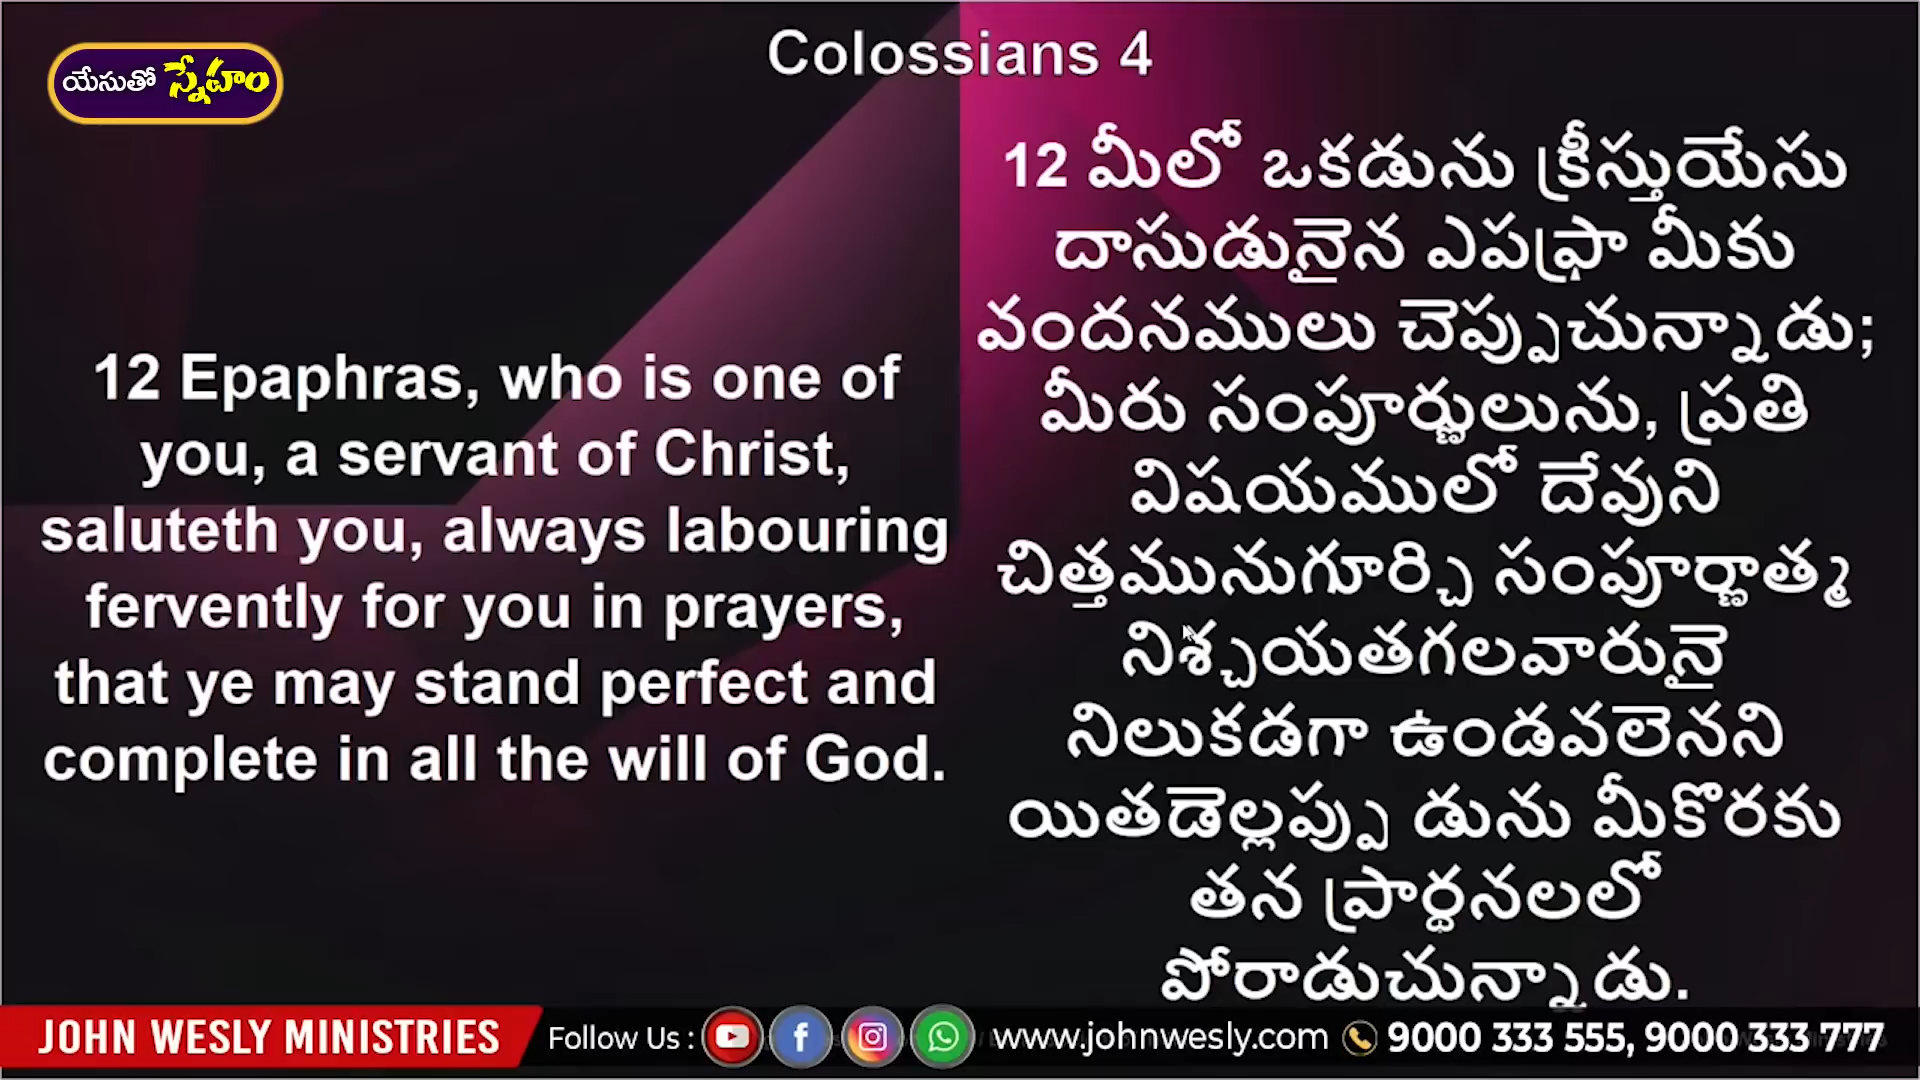 Colossians 4
యేసుతో స్నేహం
12 Epaphras, who is one of
you, a servant of Christ,
saluteth you, always labouring
fervently for you in prayers,
that ye may stand perfect and
complete in all the will of God.
12 మీలో ఒకడును క్రీస్తుయేసు
దాసుడునైన ఎపఫ్రా మీకు
వందనములు చెప్పుచున్నాడు;
మీరు సంపూర్ణులును, ప్రతి
విషయములో దేవుని
చిత్తమునుగూర్చి సంపూర్ణాత్మ
నిశ్చయతగలవారునై
నిలుకడగా ఉండవలెనని
యితడెల్లప్పు డును మీకొరకు
తన ప్రార్థనలలో
పోరాడుచున్నాడు.
JOHN WESLY MINISTRIES Follow Us : www.johnwesly.com 9000 333 555, 9000 333 777